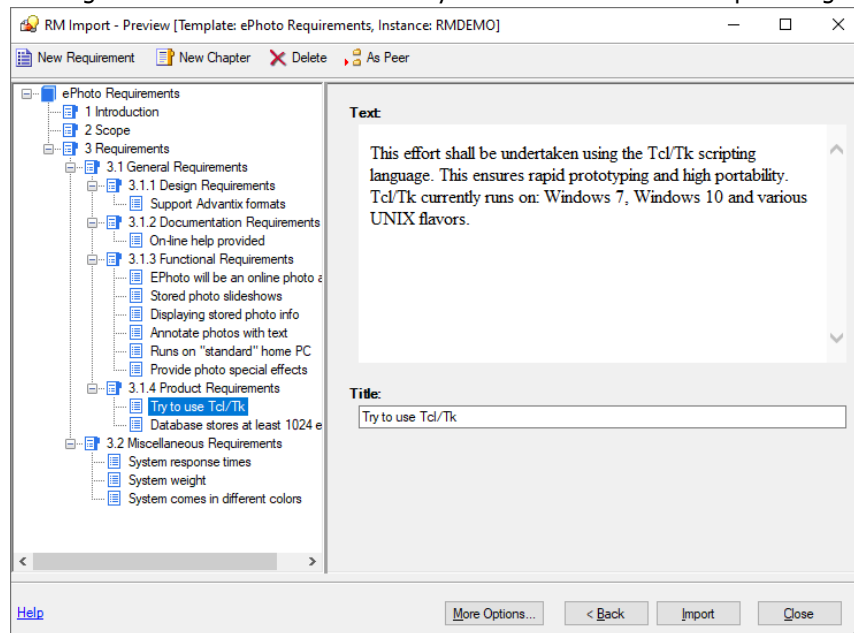 RM Import - Preview [Template: ePhoto Requirements, Instance: RMDEMO]
New Requirement New Chapter Delete As Peer
ePhoto Requirements
1 Introduction
2 Scope
3 Requirements
3.1 General Requirements
3.1.1 Design Requirements
Support Advantix formats
3.1.2 Documentation Requirements
On-line help provided
3.1.3 Functional Requirements
EPhoto will be an online photo a
Stored photo slideshows
Displaying stored photo info
Annotate photos with text
Runs on "standard" home PC
Provide photo special effects
3.1.4 Product Requirements
Try to use Tcl/Tk
Database stores at least 1024 e
3.2 Miscellaneous Requirements
System response times
System weight
System comes in different colors
Text:
This effort shall be undertaken using the Tcl/Tk scripting
language. This ensures rapid prototyping and high portability.
Tcl/Tk currently runs on: Windows 7, Windows 10 and various
UNIX flavors.
Title:
Try to use Tcl/Tk
Help
More Options... < Back Import Close